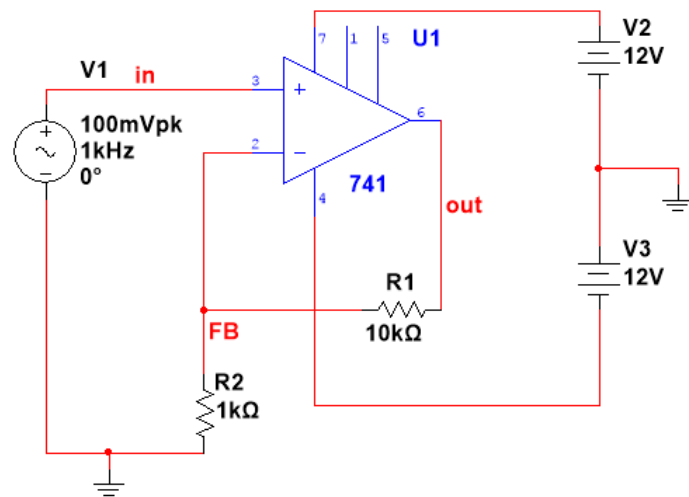 V1
in
+
~
−
100mVpk
1kHz
0°
3
2
+
−
7
1
5
U1
6
741
4
out
V2
12V
V3
12V
R1
10kΩ
FB
R2
1kΩ